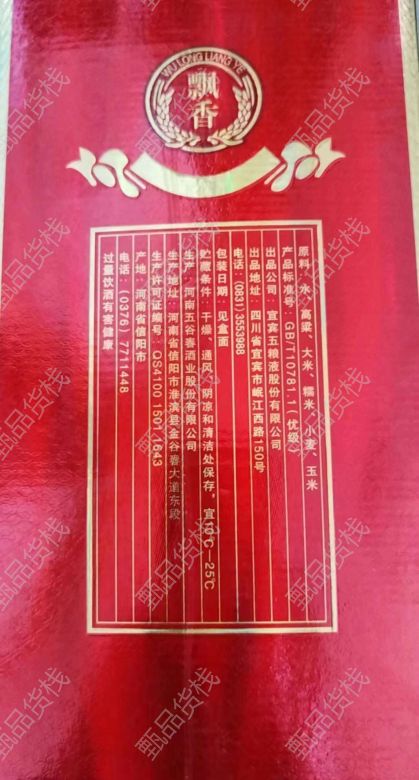 WU LONG LIANG YE
飘香
原料：水、高粱、大米、糯米、小麦、玉米
产品标准号：GB/T10781.1（优级）
出品公司：宜宾五粮液股份有限公司
出品地址：四川省宜宾市岷江西路150号
电话：(0831) 3553988
包装日期：见盒面
贮藏条件：干燥、通风、阴凉和清洁处保存，宜10℃—25℃
生产：河南五谷春酒业股份有限公司
生产地址：河南省信阳市淮滨县金谷春大道东段
生产许可证编号：QS4100 1501 1643
产地：河南省信阳市
电话：(0376) 7711448
过量饮酒有害健康
甄品货栈